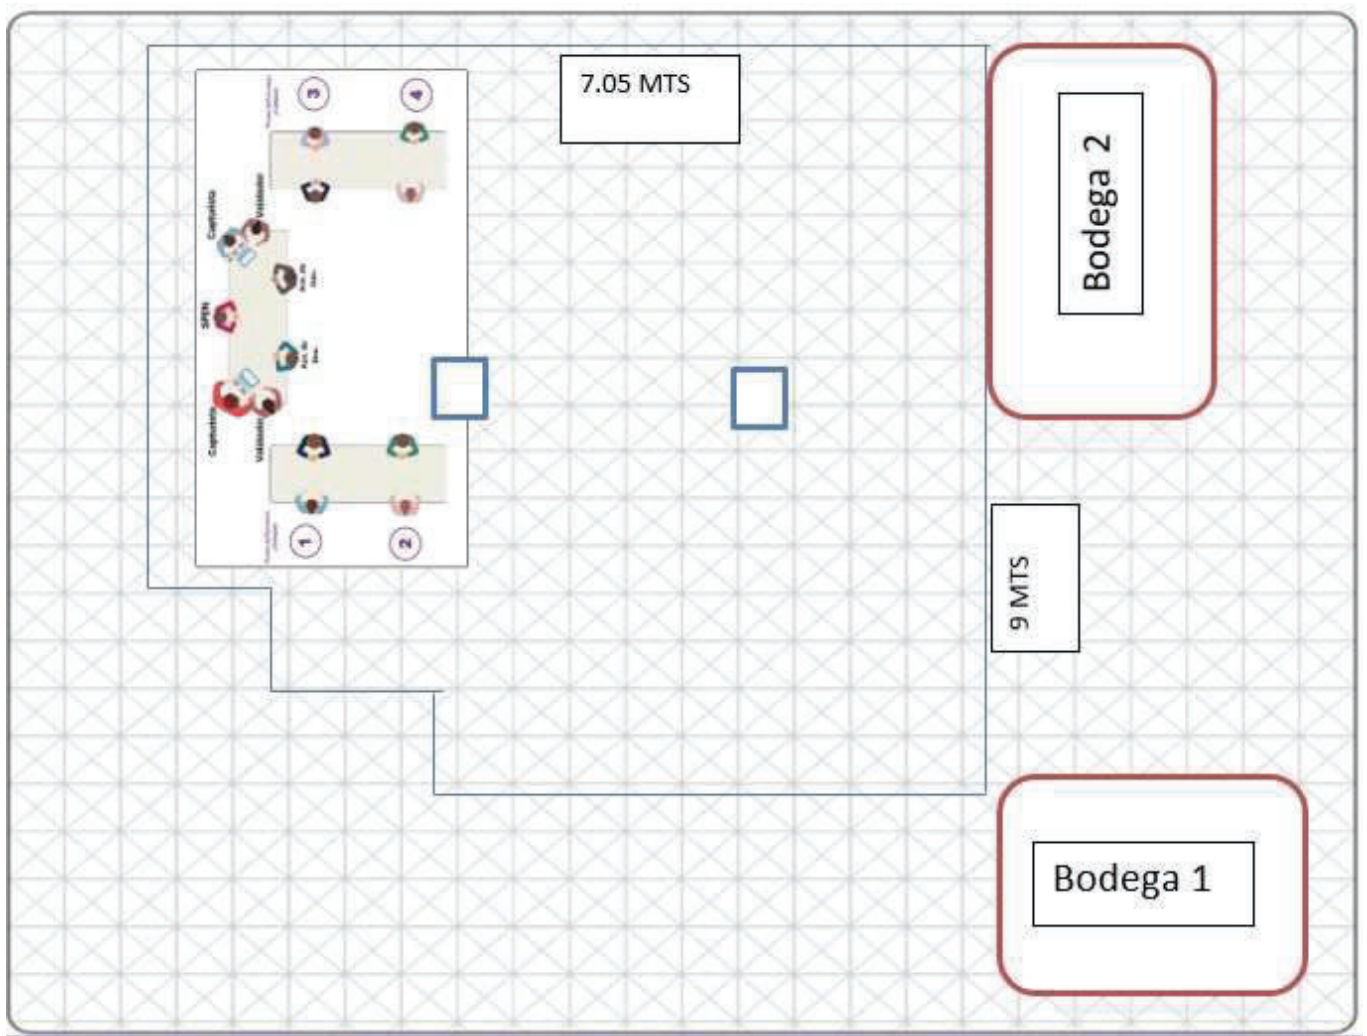 7.05 MTS
3
4
Bodega 2
Capturista
Validador
SPEN
Capturista
Validador
1
2
9 MTS
Bodega 1